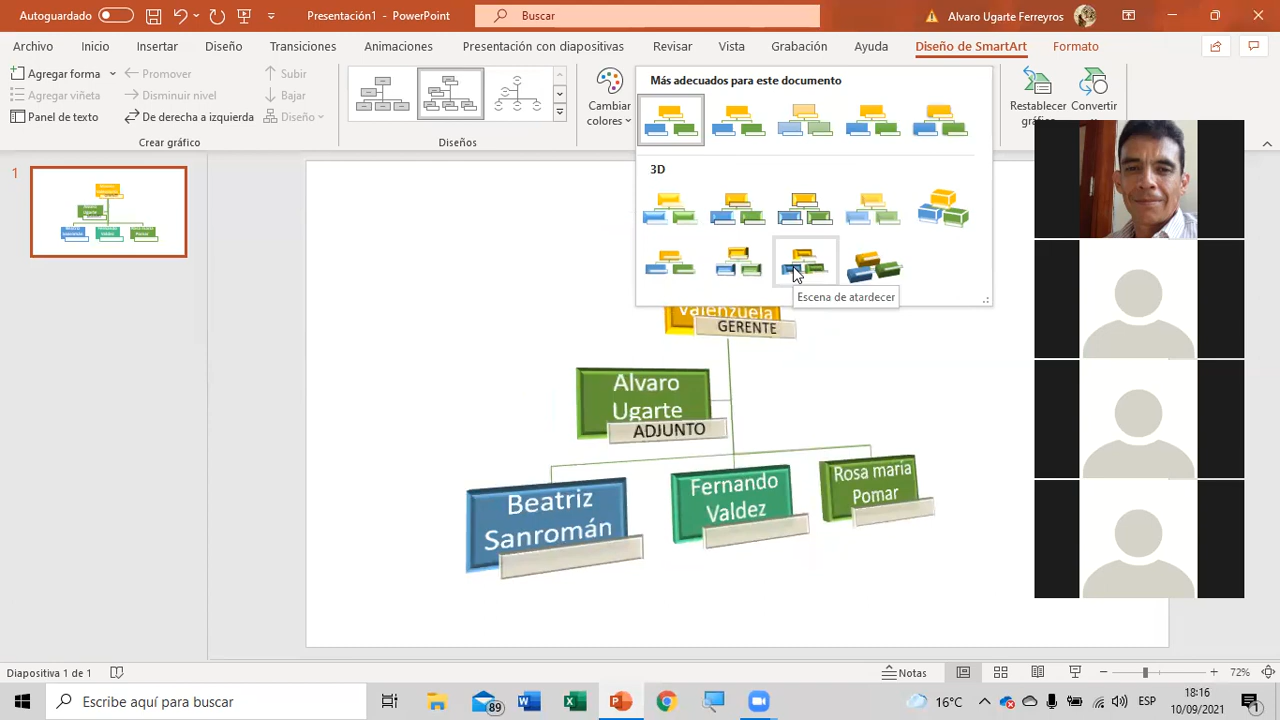 Autoguardado
Presentación1 - PowerPoint
Buscar
Alvaro Ugarte Ferreyros
Archivo Inicio Insertar Diseño Transiciones Animaciones Presentación con diapositivas Revisar Vista Grabación Ayuda Diseño de SmartArt Formato
Agregar forma
Promover
Subir
Agregar viñeta
Disminuir nivel
Bajar
Panel de texto
De derecha a izquierda
Diseño
Crear gráfico
Diseños
Cambiar
colores
Más adecuados para este documento
3D
Escena de atardecer
Restablecer
gráfico
Convertir
1
Valenzuela
GERENTE
Alvaro
Ugarte
ADJUNTO
Beatriz
Sanromán
Fernando
Valdez
Rosa maría
Pomar
Diapositiva 1 de 1
Notas
72%
Escribe aquí para buscar
89
16°C
ESP
18:16
10/09/2021
1